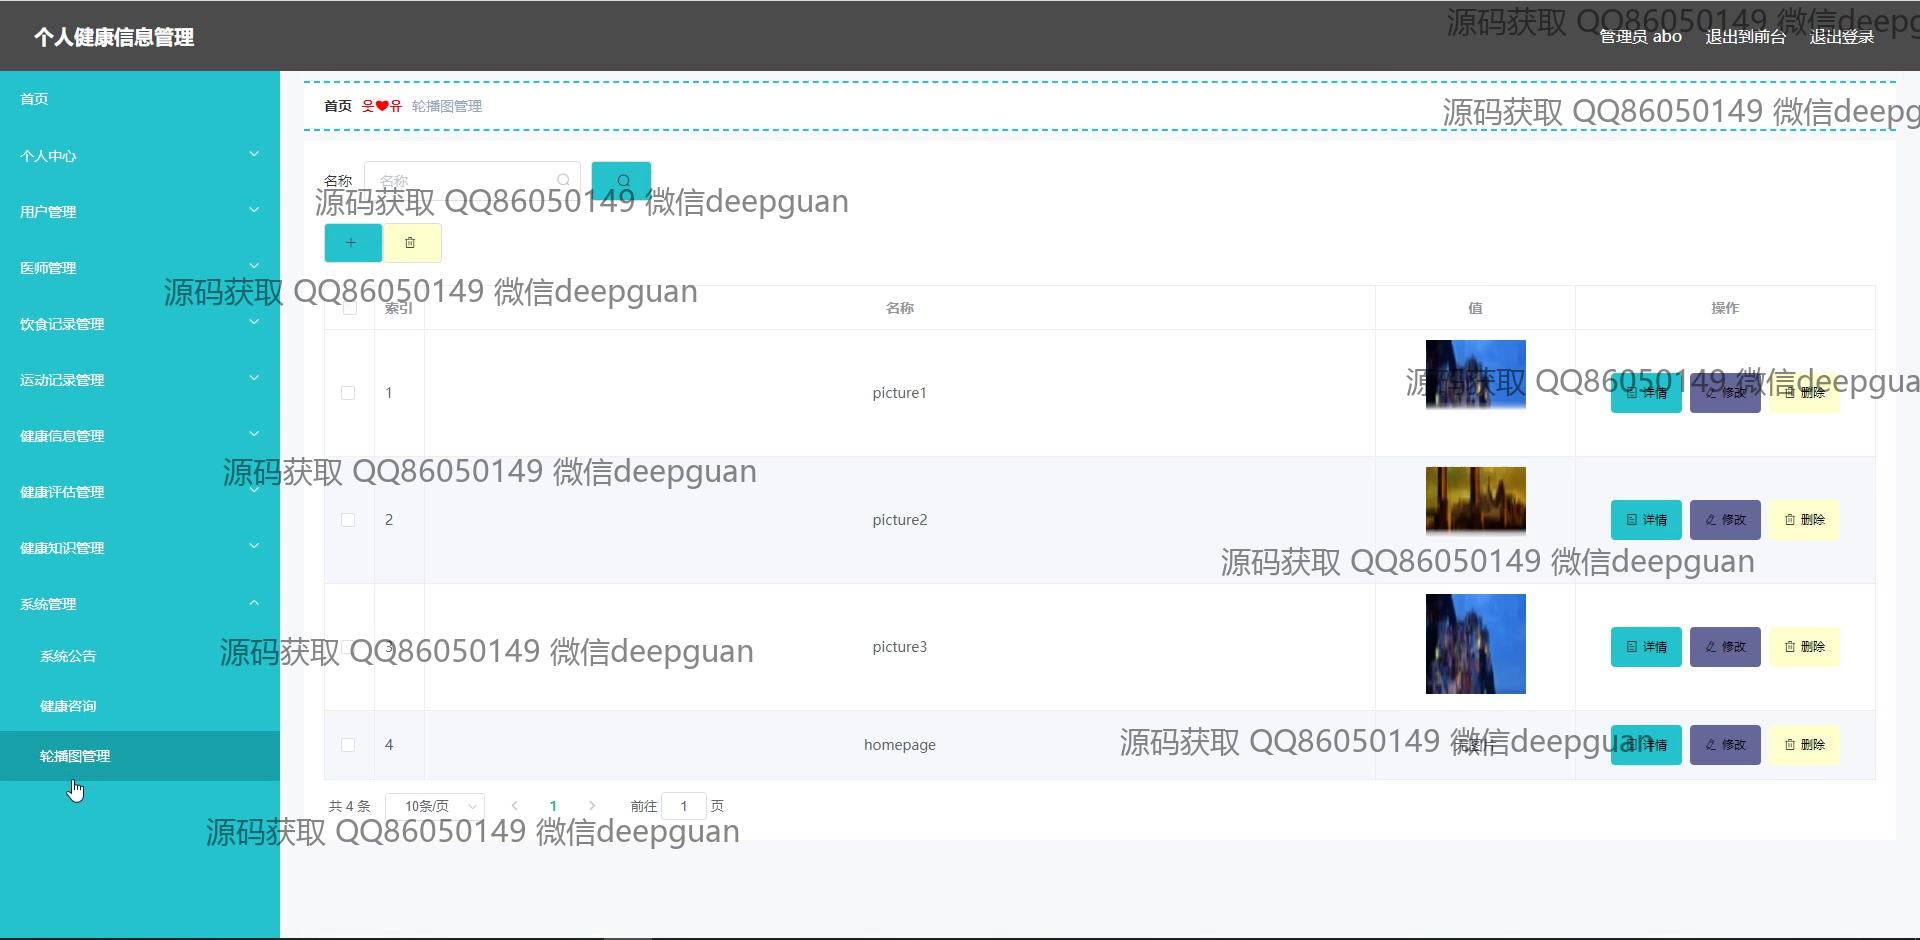 个人健康信息管理
源码获取 QQ86050149 微信deepg
管理员 abo 退出到前台 退出登录
首页
个人中心
用户管理
医师管理
饮食记录管理
运动记录管理
健康信息管理
健康评估管理
健康知识管理
系统管理
系统公告
健康咨询
轮播图管理
首页 웃❤유 轮播图管理
源码获取 QQ86050149 微信deepg
名称 名称
源码获取 QQ86050149 微信deepguan
源码获取 QQ86050149 微信deepguan
索引 名称 值 操作
1 picture1 详情 修改 删除
源码获取 QQ86050149 微信deepgua
源码获取 QQ86050149 微信deepguan
2 picture2 详情 修改 删除
源码获取 QQ86050149 微信deepguan
3 picture3 详情 修改 删除
源码获取 QQ86050149 微信deepguan
4 homepage 无图片 详情 修改 删除
源码获取 QQ86050149 微信deepguan
共 4 条 10条/页 1 前往 1 页
源码获取 QQ86050149 微信deepguan